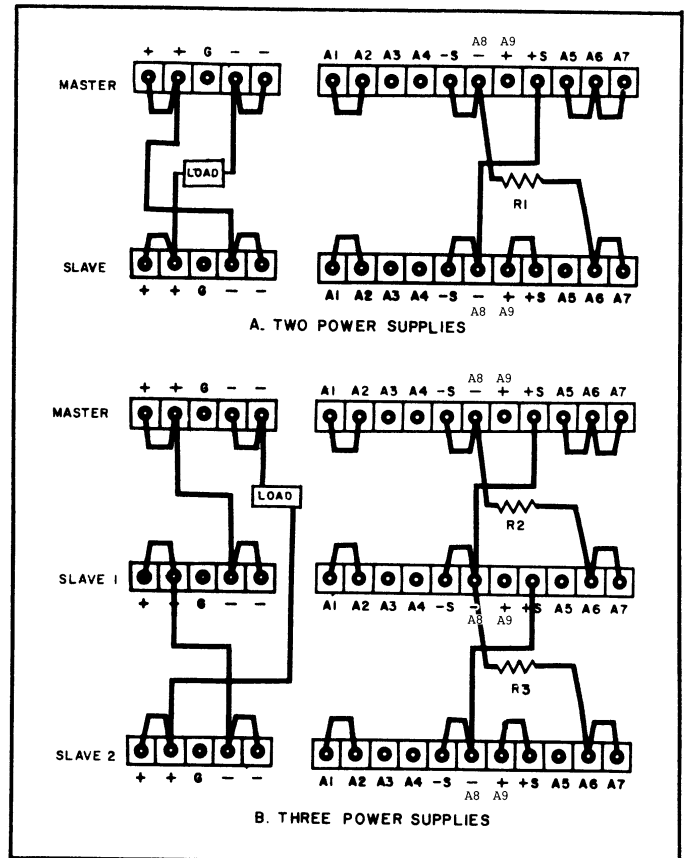 A8 A9
+ + G − − A1 A2 A3 A4 -S − + +S A5 A6 A7
MASTER
LOAD
R1
SLAVE
+ + G − − A1 A2 A3 A4 -S − + +S A5 A6 A7
A8 A9
A. TWO POWER SUPPLIES
A8 A9
+ + G − − A1 A2 A3 A4 -S − + +S A5 A6 A7
MASTER
LOAD
R2
SLAVE 1
+ + G − − A1 A2 A3 A4 -S − + +S A5 A6 A7
A8 A9
R3
SLAVE 2
+ + G − − A1 A2 A3 A4 -S − + +S A5 A6 A7
A8 A9
B. THREE POWER SUPPLIES